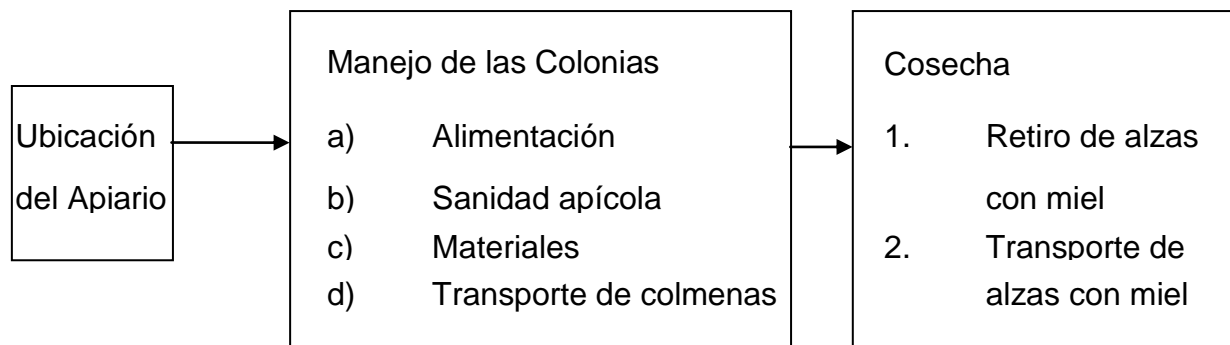 Ubicación
del Apiario
Manejo de las Colonias
a) Alimentación
b) Sanidad apícola
c) Materiales
d) Transporte de colmenas
Cosecha
1. Retiro de alzas
con miel
2. Transporte de
alzas con miel